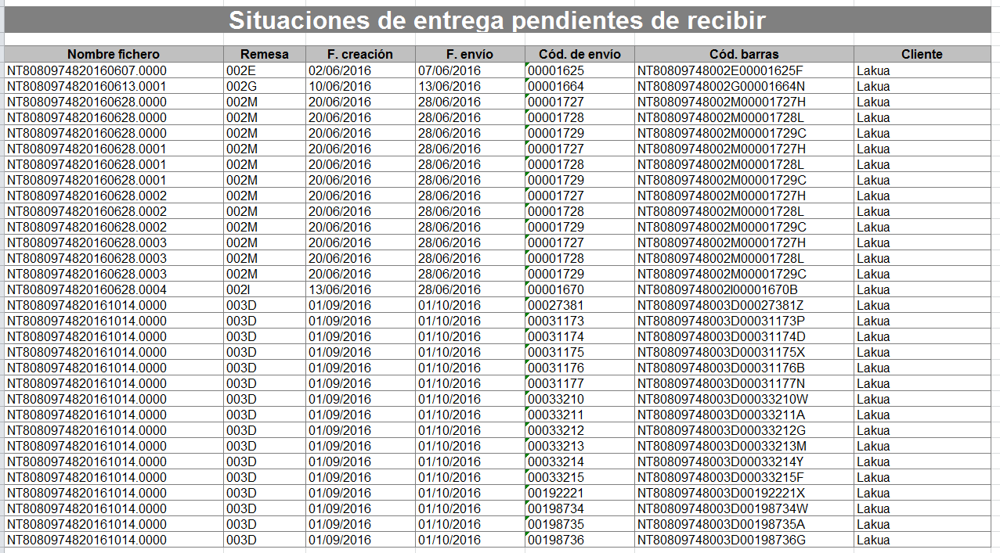 Situaciones de entrega pendientes de recibir
Nombre fichero Remesa F. creación F. envío Cód. de envío Cód. barras Cliente
NT8080974820160607.0000 002E 02/06/2016 07/06/2016 00001625 NT80809748002E00001625F Lakua
NT8080974820160613.0001 002G 10/06/2016 13/06/2016 00001664 NT80809748002G00001664N Lakua
NT8080974820160628.0000 002M 20/06/2016 28/06/2016 00001727 NT80809748002M00001727H Lakua
NT8080974820160628.0000 002M 20/06/2016 28/06/2016 00001728 NT80809748002M00001728L Lakua
NT8080974820160628.0000 002M 20/06/2016 28/06/2016 00001729 NT80809748002M00001729C Lakua
NT8080974820160628.0001 002M 20/06/2016 28/06/2016 00001727 NT80809748002M00001727H Lakua
NT8080974820160628.0001 002M 20/06/2016 28/06/2016 00001728 NT80809748002M00001728L Lakua
NT8080974820160628.0001 002M 20/06/2016 28/06/2016 00001729 NT80809748002M00001729C Lakua
NT8080974820160628.0002 002M 20/06/2016 28/06/2016 00001727 NT80809748002M00001727H Lakua
NT8080974820160628.0002 002M 20/06/2016 28/06/2016 00001728 NT80809748002M00001728L Lakua
NT8080974820160628.0002 002M 20/06/2016 28/06/2016 00001729 NT80809748002M00001729C Lakua
NT8080974820160628.0003 002M 20/06/2016 28/06/2016 00001727 NT80809748002M00001727H Lakua
NT8080974820160628.0003 002M 20/06/2016 28/06/2016 00001728 NT80809748002M00001728L Lakua
NT8080974820160628.0003 002M 20/06/2016 28/06/2016 00001729 NT80809748002M00001729C Lakua
NT8080974820160628.0004 002I 13/06/2016 28/06/2016 00001670 NT80809748002I00001670B Lakua
NT8080974820161014.0000 003D 01/09/2016 01/10/2016 00027381 NT80809748003D00027381Z Lakua
NT8080974820161014.0000 003D 01/09/2016 01/10/2016 00031173 NT80809748003D00031173P Lakua
NT8080974820161014.0000 003D 01/09/2016 01/10/2016 00031174 NT80809748003D00031174D Lakua
NT8080974820161014.0000 003D 01/09/2016 01/10/2016 00031175 NT80809748003D00031175X Lakua
NT8080974820161014.0000 003D 01/09/2016 01/10/2016 00031176 NT80809748003D00031176B Lakua
NT8080974820161014.0000 003D 01/09/2016 01/10/2016 00031177 NT80809748003D00031177N Lakua
NT8080974820161014.0000 003D 01/09/2016 01/10/2016 00033210 NT80809748003D00033210W Lakua
NT8080974820161014.0000 003D 01/09/2016 01/10/2016 00033211 NT80809748003D00033211A Lakua
NT8080974820161014.0000 003D 01/09/2016 01/10/2016 00033212 NT80809748003D00033212G Lakua
NT8080974820161014.0000 003D 01/09/2016 01/10/2016 00033213 NT80809748003D00033213M Lakua
NT8080974820161014.0000 003D 01/09/2016 01/10/2016 00033214 NT80809748003D00033214Y Lakua
NT8080974820161014.0000 003D 01/09/2016 01/10/2016 00033215 NT80809748003D00033215F Lakua
NT8080974820161014.0000 003D 01/09/2016 01/10/2016 00192221 NT80809748003D00192221X Lakua
NT8080974820161014.0000 003D 01/09/2016 01/10/2016 00198734 NT80809748003D00198734W Lakua
NT8080974820161014.0000 003D 01/09/2016 01/10/2016 00198735 NT80809748003D00198735A Lakua
NT8080974820161014.0000 003D 01/09/2016 01/10/2016 00198736 NT80809748003D00198736G Lakua